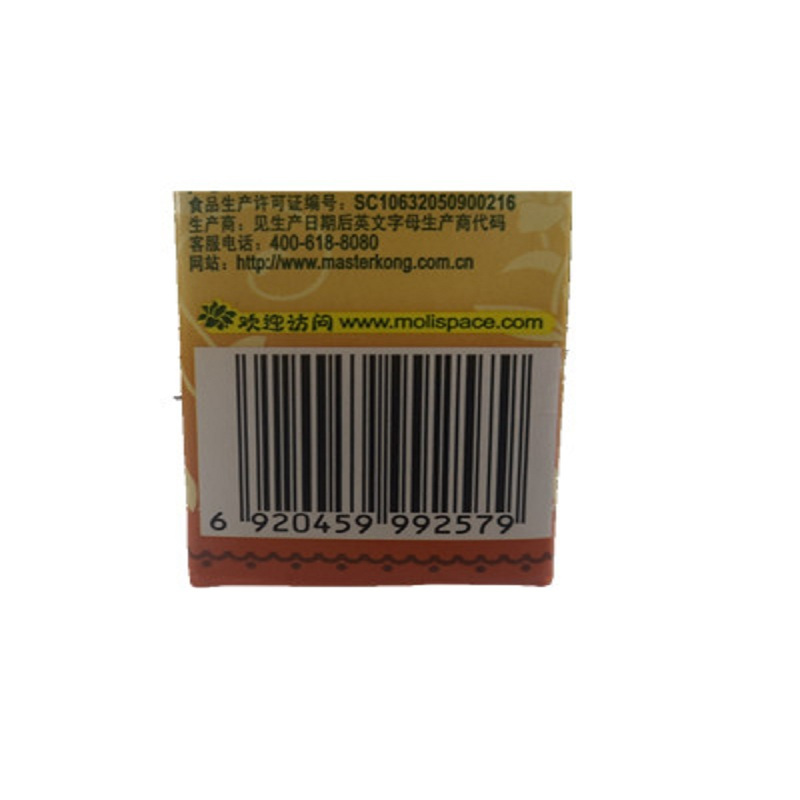 食品生产许可证编号：SC10632050900216
生产商：见生产日期后英文字母生产商代码
客服电话：400-618-8080
网站：http://www.masterkong.com.cn
欢迎访问 www.molispace.com
6 920459 992579